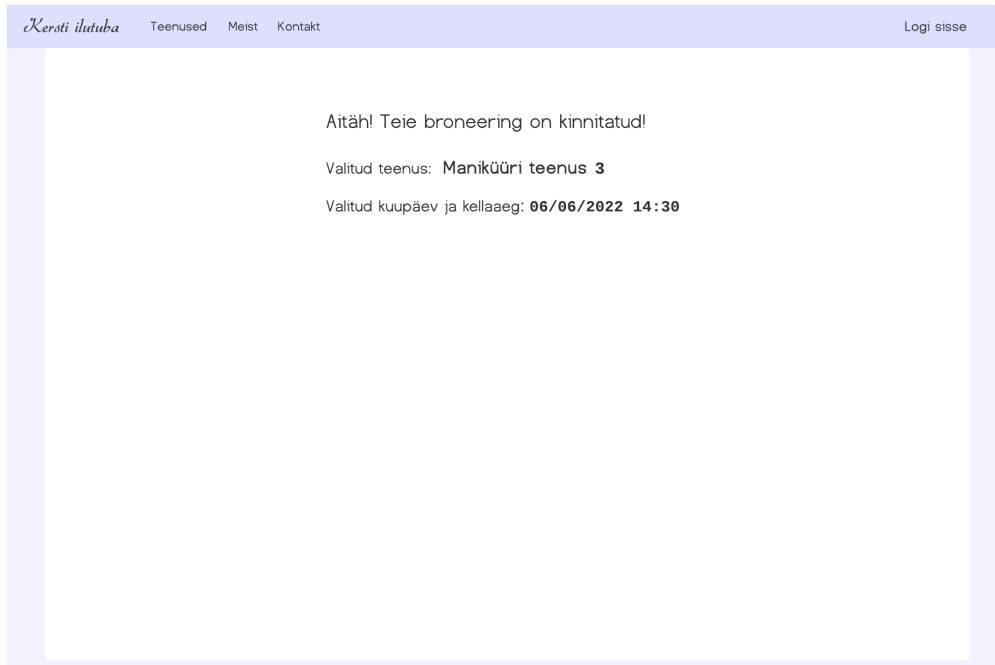 Kersti ilutuba Teenused Meist Kontakt Logi sisse
Aitäh! Teie broneering on kinnitatud!
Valitud teenus: Maniküüri teenus 3
Valitud kuupäev ja kellaaeg: 06/06/2022 14:30